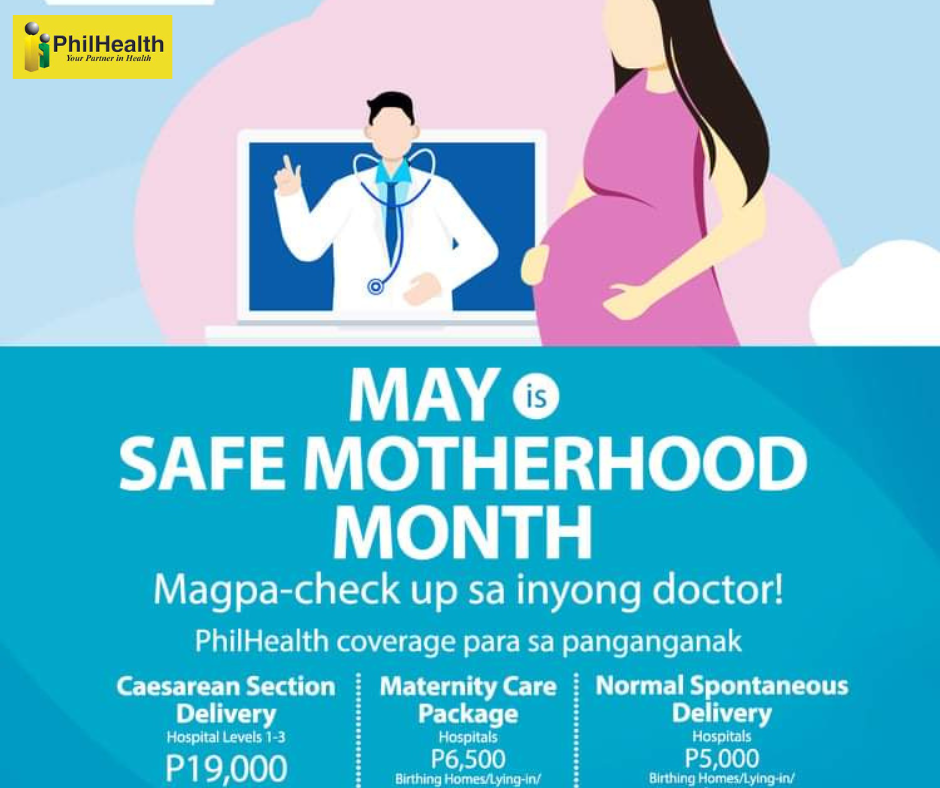 PhilHealth
Your Partner in Health
MAY is
SAFE MOTHERHOOD
MONTH
Magpa-check up sa inyong doctor!
PhilHealth coverage para sa panganganak
Caesarean Section
Delivery
Hospital Levels 1-3
P19,000
Maternity Care
Package
Hospitals
P6,500
Birthing Homes/Lying-in/
Normal Spontaneous
Delivery
Hospitals
P5,000
Birthing Homes/Lying-in/